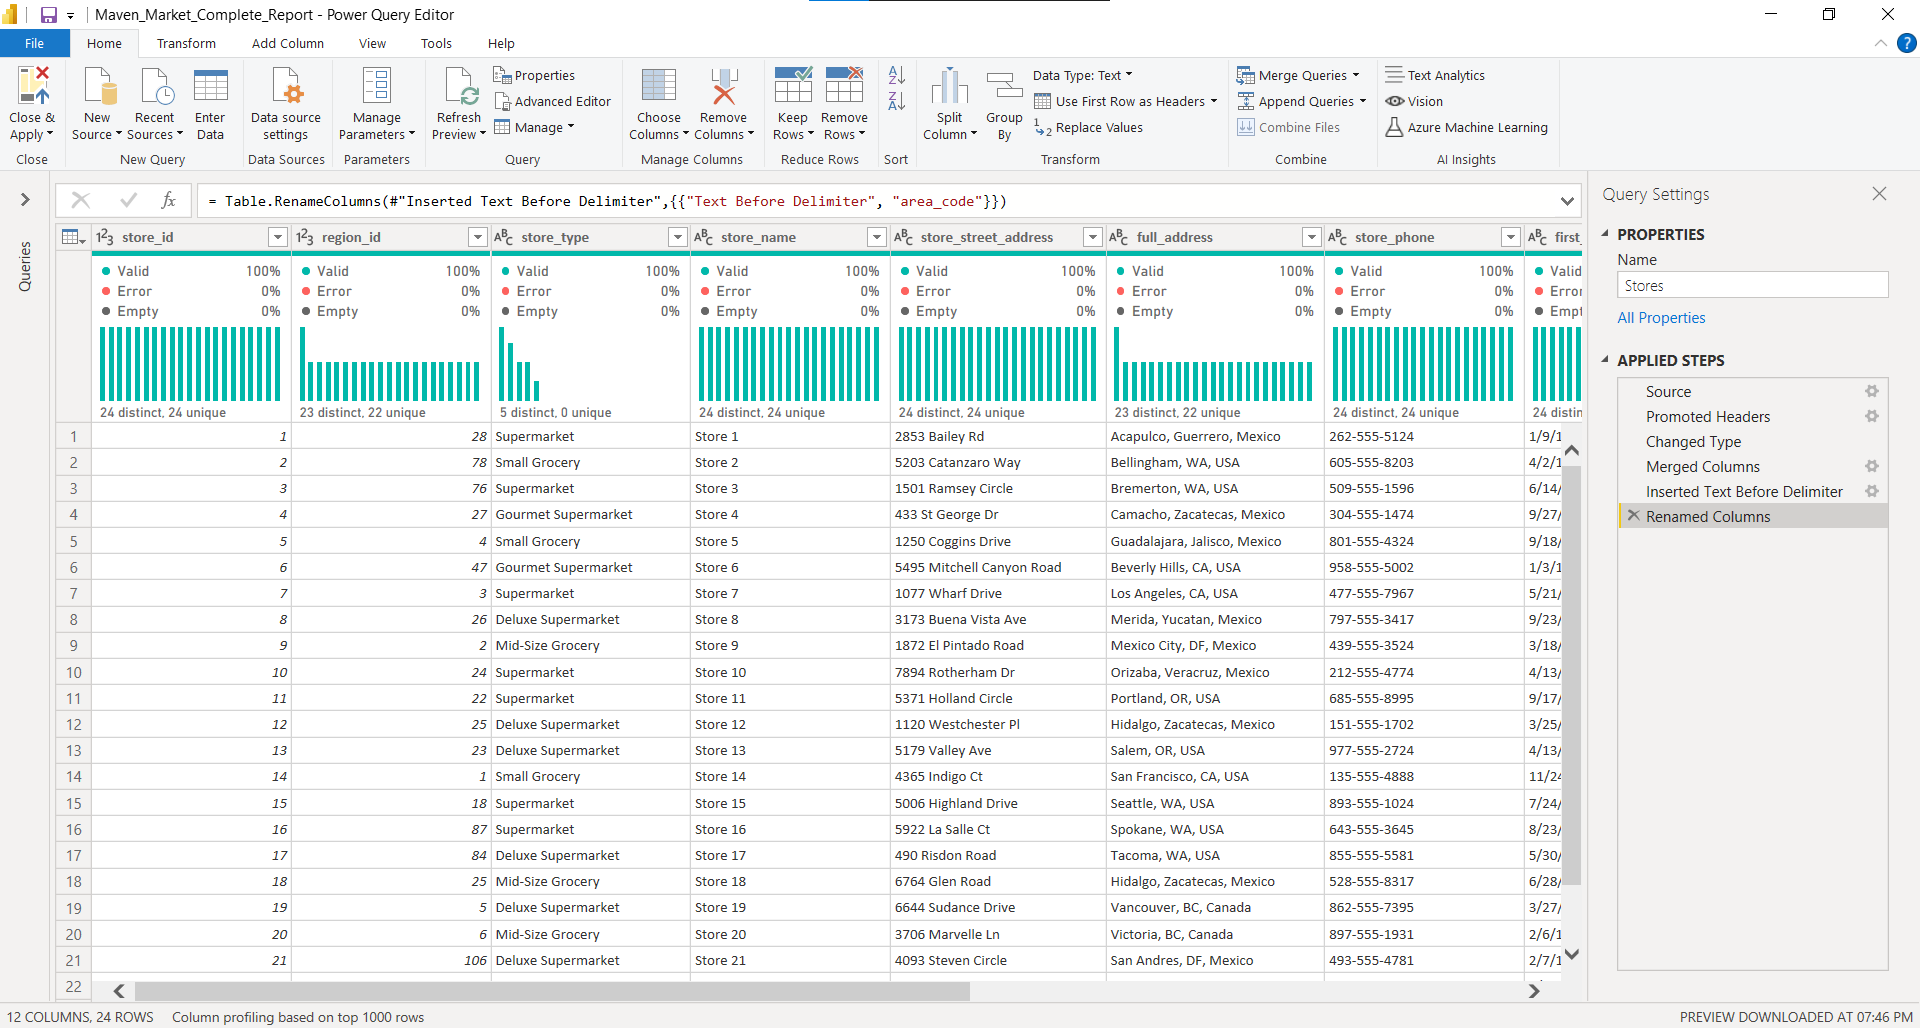 Maven_Market_Complete_Report - Power Query Editor
File Home Transform Add Column View Tools Help
Close & Apply
Close
New Source
Recent Sources
Enter Data
New Query
Data source settings
Data Sources
Manage Parameters
Parameters
Refresh Preview
Properties
Advanced Editor
Manage
Query
Choose Columns
Remove Columns
Manage Columns
Keep Rows
Remove Rows
Reduce Rows
Sort
Split Column
Group By
Data Type: Text
Use First Row as Headers
Replace Values
Transform
Merge Queries
Append Queries
Combine Files
Combine
Text Analytics
Vision
Azure Machine Learning
AI Insights
Queries
fx = Table.RenameColumns(#"Inserted Text Before Delimiter",{{"Text Before Delimiter", "area_code"}})
store_id region_id store_type store_name store_street_address full_address store_phone first_
Valid 100% Valid 100% Valid 100% Valid 100% Valid 100% Valid 100% Valid 100% Valid
Error 0% Error 0% Error 0% Error 0% Error 0% Error 0% Error 0% Error
Empty 0% Empty 0% Empty 0% Empty 0% Empty 0% Empty 0% Empty 0% Empt
24 distinct, 24 unique 23 distinct, 22 unique 5 distinct, 0 unique 24 distinct, 24 unique 24 distinct, 24 unique 23 distinct, 22 unique 24 distinct, 24 unique 24 distin
1 1 28 Supermarket Store 1 2853 Bailey Rd Acapulco, Guerrero, Mexico 262-555-5124 1/9/1
2 2 78 Small Grocery Store 2 5203 Catanzaro Way Bellingham, WA, USA 605-555-8203 4/2/1
3 3 76 Supermarket Store 3 1501 Ramsey Circle Bremerton, WA, USA 509-555-1596 6/14/
4 4 27 Gourmet Supermarket Store 4 433 St George Dr Camacho, Zacatecas, Mexico 304-555-1474 9/27/
5 5 4 Small Grocery Store 5 1250 Coggins Drive Guadalajara, Jalisco, Mexico 801-555-4324 9/18/
6 6 47 Gourmet Supermarket Store 6 5495 Mitchell Canyon Road Beverly Hills, CA, USA 958-555-5002 1/3/1
7 7 3 Supermarket Store 7 1077 Wharf Drive Los Angeles, CA, USA 477-555-7967 5/21/
8 8 26 Deluxe Supermarket Store 8 3173 Buena Vista Ave Merida, Yucatan, Mexico 797-555-3417 9/23/
9 9 2 Mid-Size Grocery Store 9 1872 El Pintado Road Mexico City, DF, Mexico 439-555-3524 3/18/
10 10 24 Supermarket Store 10 7894 Rotherham Dr Orizaba, Veracruz, Mexico 212-555-4774 4/13/
11 11 22 Supermarket Store 11 5371 Holland Circle Portland, OR, USA 685-555-8995 9/17/
12 12 25 Deluxe Supermarket Store 12 1120 Westchester Pl Hidalgo, Zacatecas, Mexico 151-555-1702 3/25/
13 13 23 Deluxe Supermarket Store 13 5179 Valley Ave Salem, OR, USA 977-555-2724 4/13/
14 14 1 Small Grocery Store 14 4365 Indigo Ct San Francisco, CA, USA 135-555-4888 11/24
15 15 18 Supermarket Store 15 5006 Highland Drive Seattle, WA, USA 893-555-1024 7/24/
16 16 87 Supermarket Store 16 5922 La Salle Ct Spokane, WA, USA 643-555-3645 8/23/
17 17 84 Deluxe Supermarket Store 17 490 Risdon Road Tacoma, WA, USA 855-555-5581 5/30/
18 18 25 Mid-Size Grocery Store 18 6764 Glen Road Hidalgo, Zacatecas, Mexico 528-555-8317 6/28/
19 19 5 Deluxe Supermarket Store 19 6644 Sudance Drive Vancouver, BC, Canada 862-555-7395 3/27/
20 20 6 Mid-Size Grocery Store 20 3706 Marvelle Ln Victoria, BC, Canada 897-555-1931 2/6/1
21 21 106 Deluxe Supermarket Store 21 4093 Steven Circle San Andres, DF, Mexico 493-555-4781 2/7/1
22
Query Settings
PROPERTIES
Name
Stores
All Properties
APPLIED STEPS
Source
Promoted Headers
Changed Type
Merged Columns
Inserted Text Before Delimiter
Renamed Columns
12 COLUMNS, 24 ROWS Column profiling based on top 1000 rows PREVIEW DOWNLOADED AT 07:46 PM